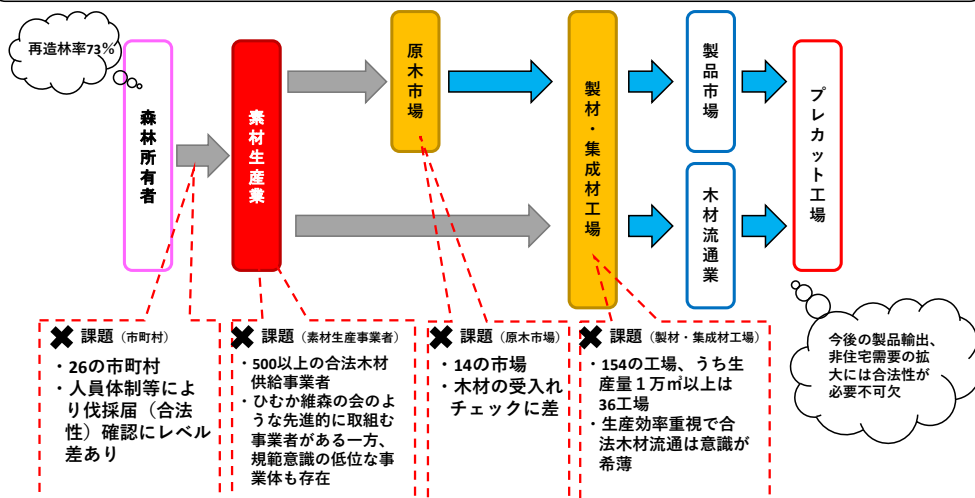 再造林率73%
森林所有者
素材生産業
原木市場
製材・集成材工場
製品市場
木材流通業
プレカット工場
課題（市町村）
・26の市町村
・人員体制等によ
り伐採届（合法
性）確認にレベル
差あり
課題（素材生産事業者）
・500以上の合法木材
供給事業者
・ひむか維森の会のよ
うな先進的に取組む
事業者がある一方、
規範意識の低位な事
業体も存在
課題（原木市場）
・14の市場
・木材の受入れ
チェックに差
課題（製材・集成材工場）
・154の工場、うち生
産量１万㎥以上は
36工場
・生産効率重視で合
法木材流通は意識が
希薄
今後の製品輸出、
非住宅需要の拡
大には合法性が
必要不可欠